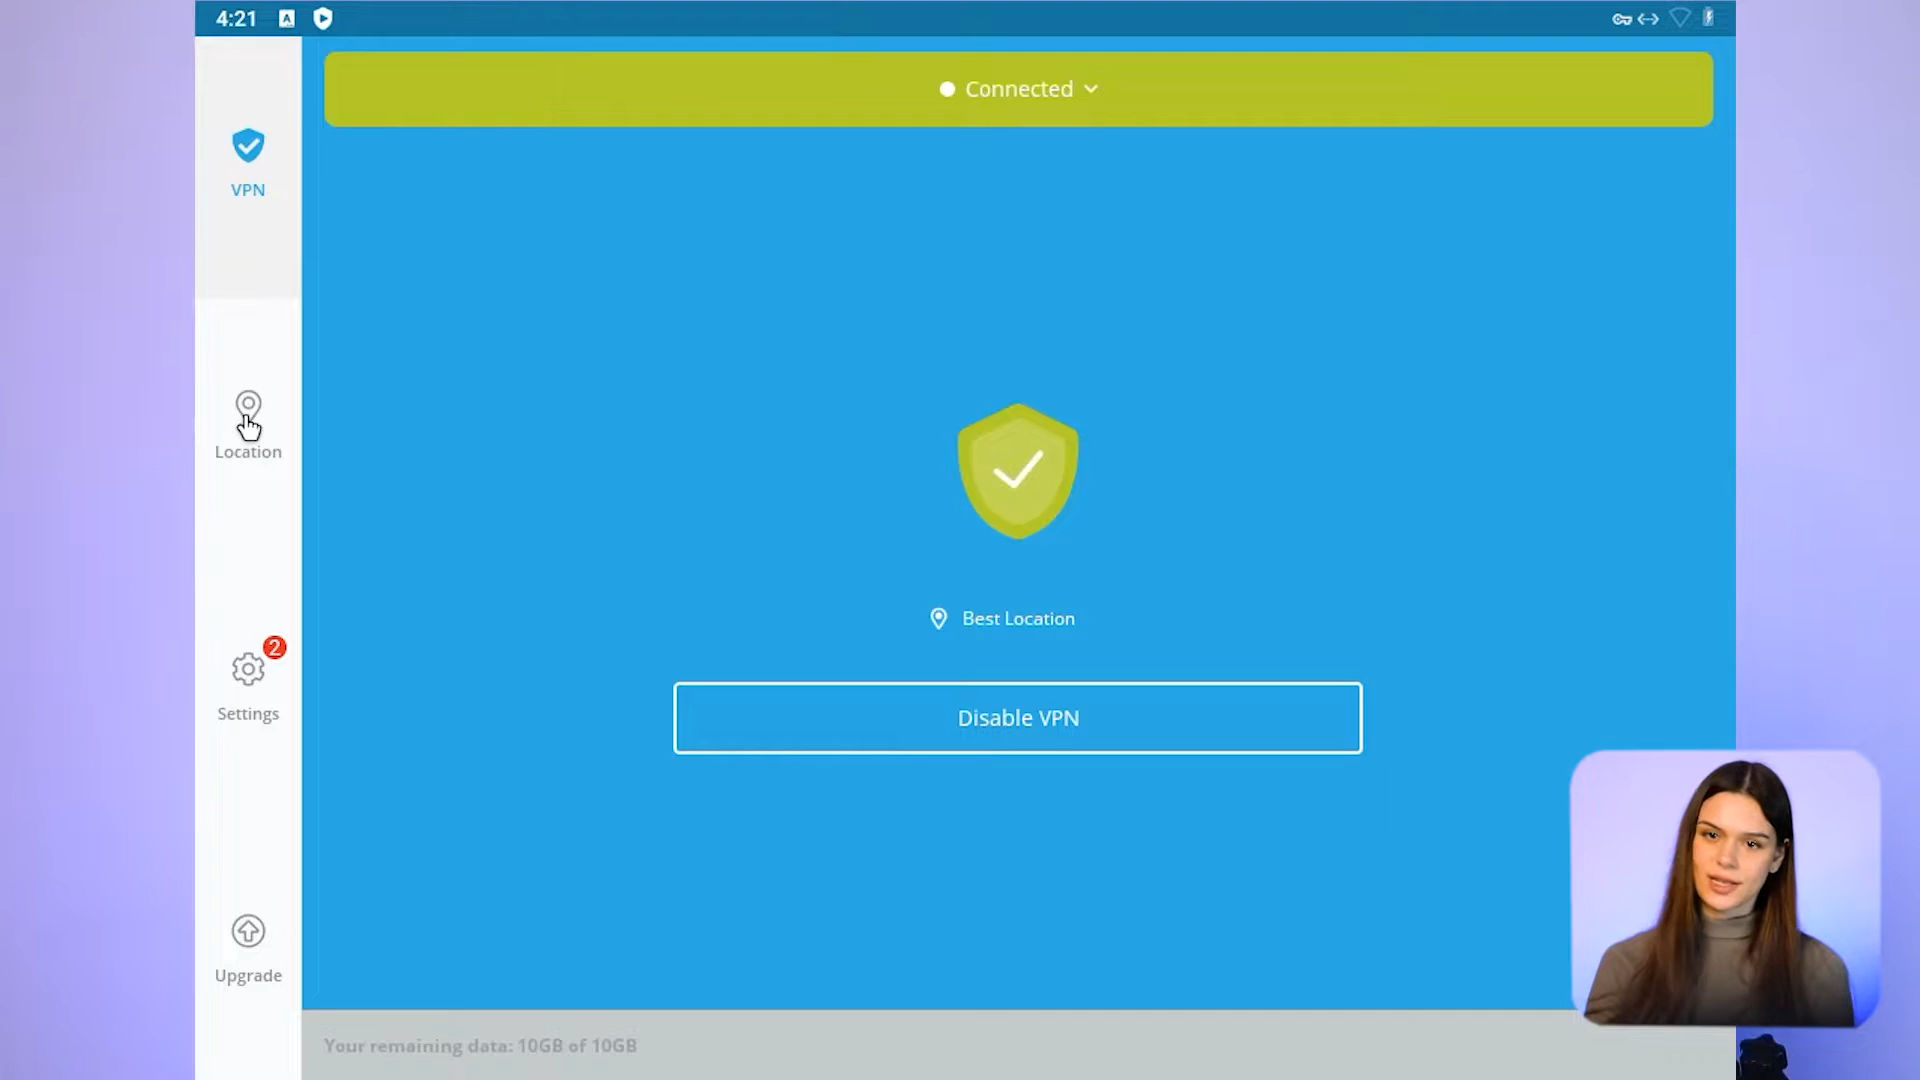 4:21
A
Connected
VPN
Location
Best Location
2
Settings
Disable VPN
Upgrade
Your remaining data: 10GB of 10GB